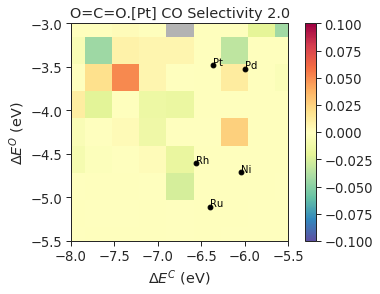 O=C=O.[Pt] CO Selectivity 2.0
−3.0
−3.5
−4.0
−4.5
−5.0
−5.5
ΔE^O (eV)
Pt
Pd
Rh
Ni
Ru
−8.0 −7.5 −7.0 −6.5 −6.0 −5.5
ΔE^C (eV)
0.100
0.075
0.050
0.025
0.000
−0.025
−0.050
−0.075
−0.100